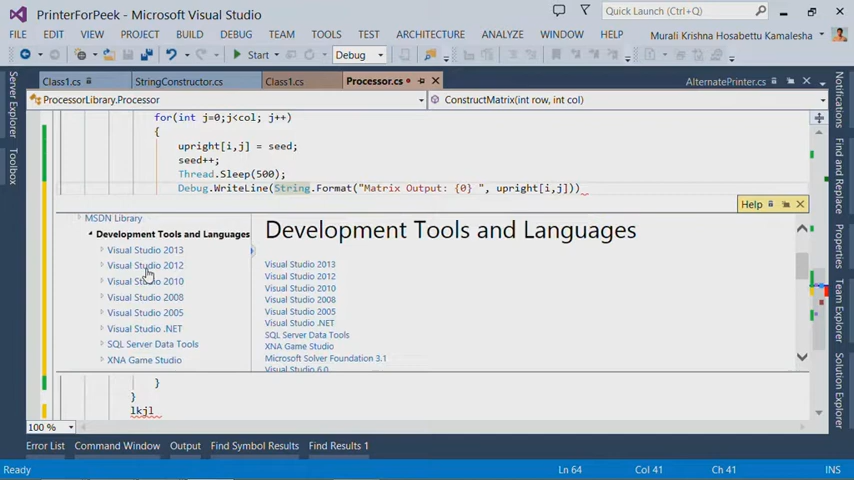 PrinterForPeek - Microsoft Visual Studio
Quick Launch (Ctrl+Q)
FILE EDIT VIEW PROJECT BUILD DEBUG TEAM TOOLS TEST ARCHITECTURE ANALYZE WINDOW HELP
Murali Krishna Hosabettu Kamalesha
Start Debug
Class1.cs StringConstructor.cs Class1.cs Processor.cs AlternatePrinter.cs
ProcessorLibrary.Processor ConstructMatrix(int row, int col)
for(int j=0;j<col; j++)
{
upright[i,j] = seed;
seed++;
Thread.Sleep(500);
Debug.WriteLine(String.Format("Matrix Output: {0} ", upright[i,j]))
Help
MSDN Library
Development Tools and Languages
Visual Studio 2013
Visual Studio 2012
Visual Studio 2010
Visual Studio 2008
Visual Studio 2005
Visual Studio .NET
SQL Server Data Tools
XNA Game Studio
Development Tools and Languages
Visual Studio 2013
Visual Studio 2012
Visual Studio 2010
Visual Studio 2008
Visual Studio 2005
Visual Studio .NET
SQL Server Data Tools
XNA Game Studio
Microsoft Solver Foundation 3.1
Visual Studio 6.0
}
}
lkjl
100 %
Server Explorer
Toolbox
Notifications
Find and Replace
Properties
Team Explorer
Solution Explorer
Error List Command Window Output Find Symbol Results Find Results 1
Ready Ln 64 Col 41 Ch 41 INS